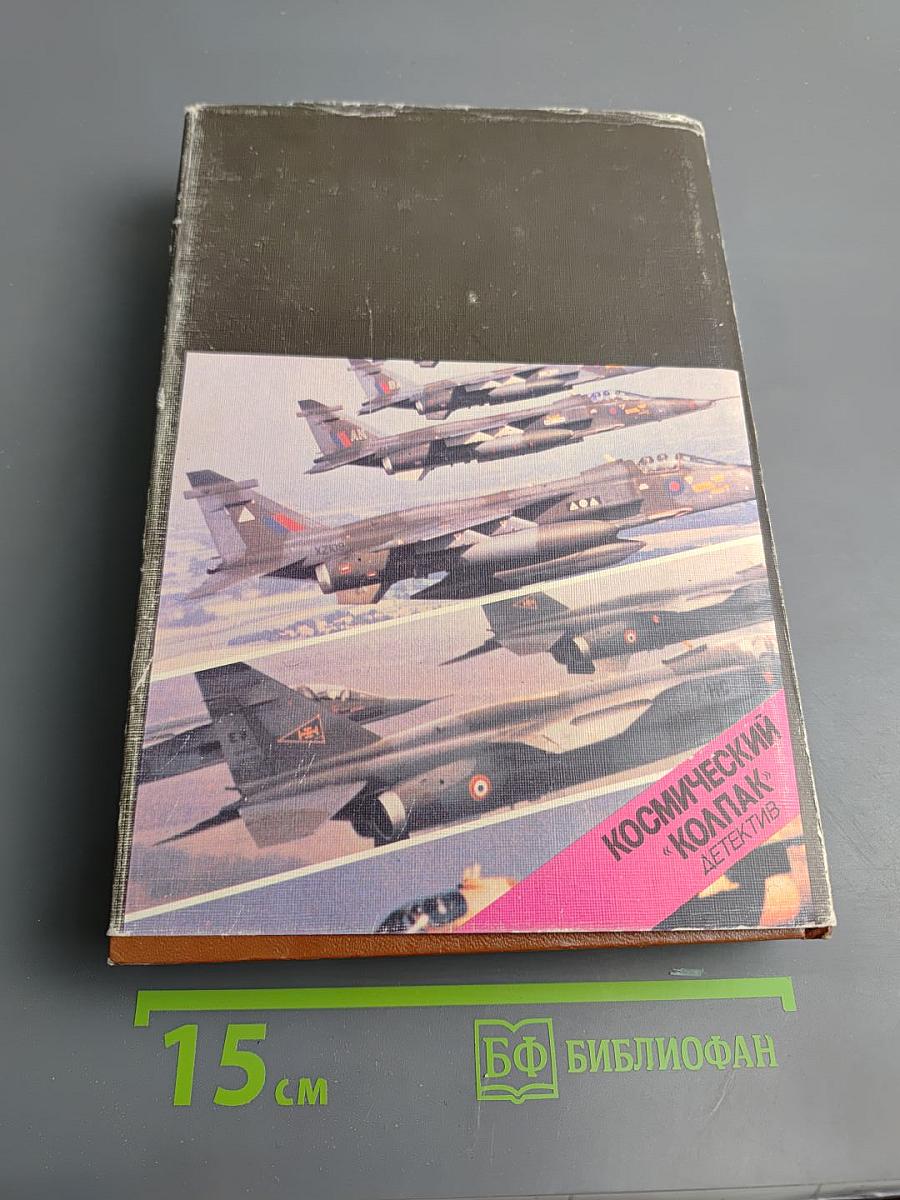 КОСМИЧЕСКИЙ
«КОЛПАК»
ДЕТЕКТИВ
15 см
БФ БИБЛИОФАН